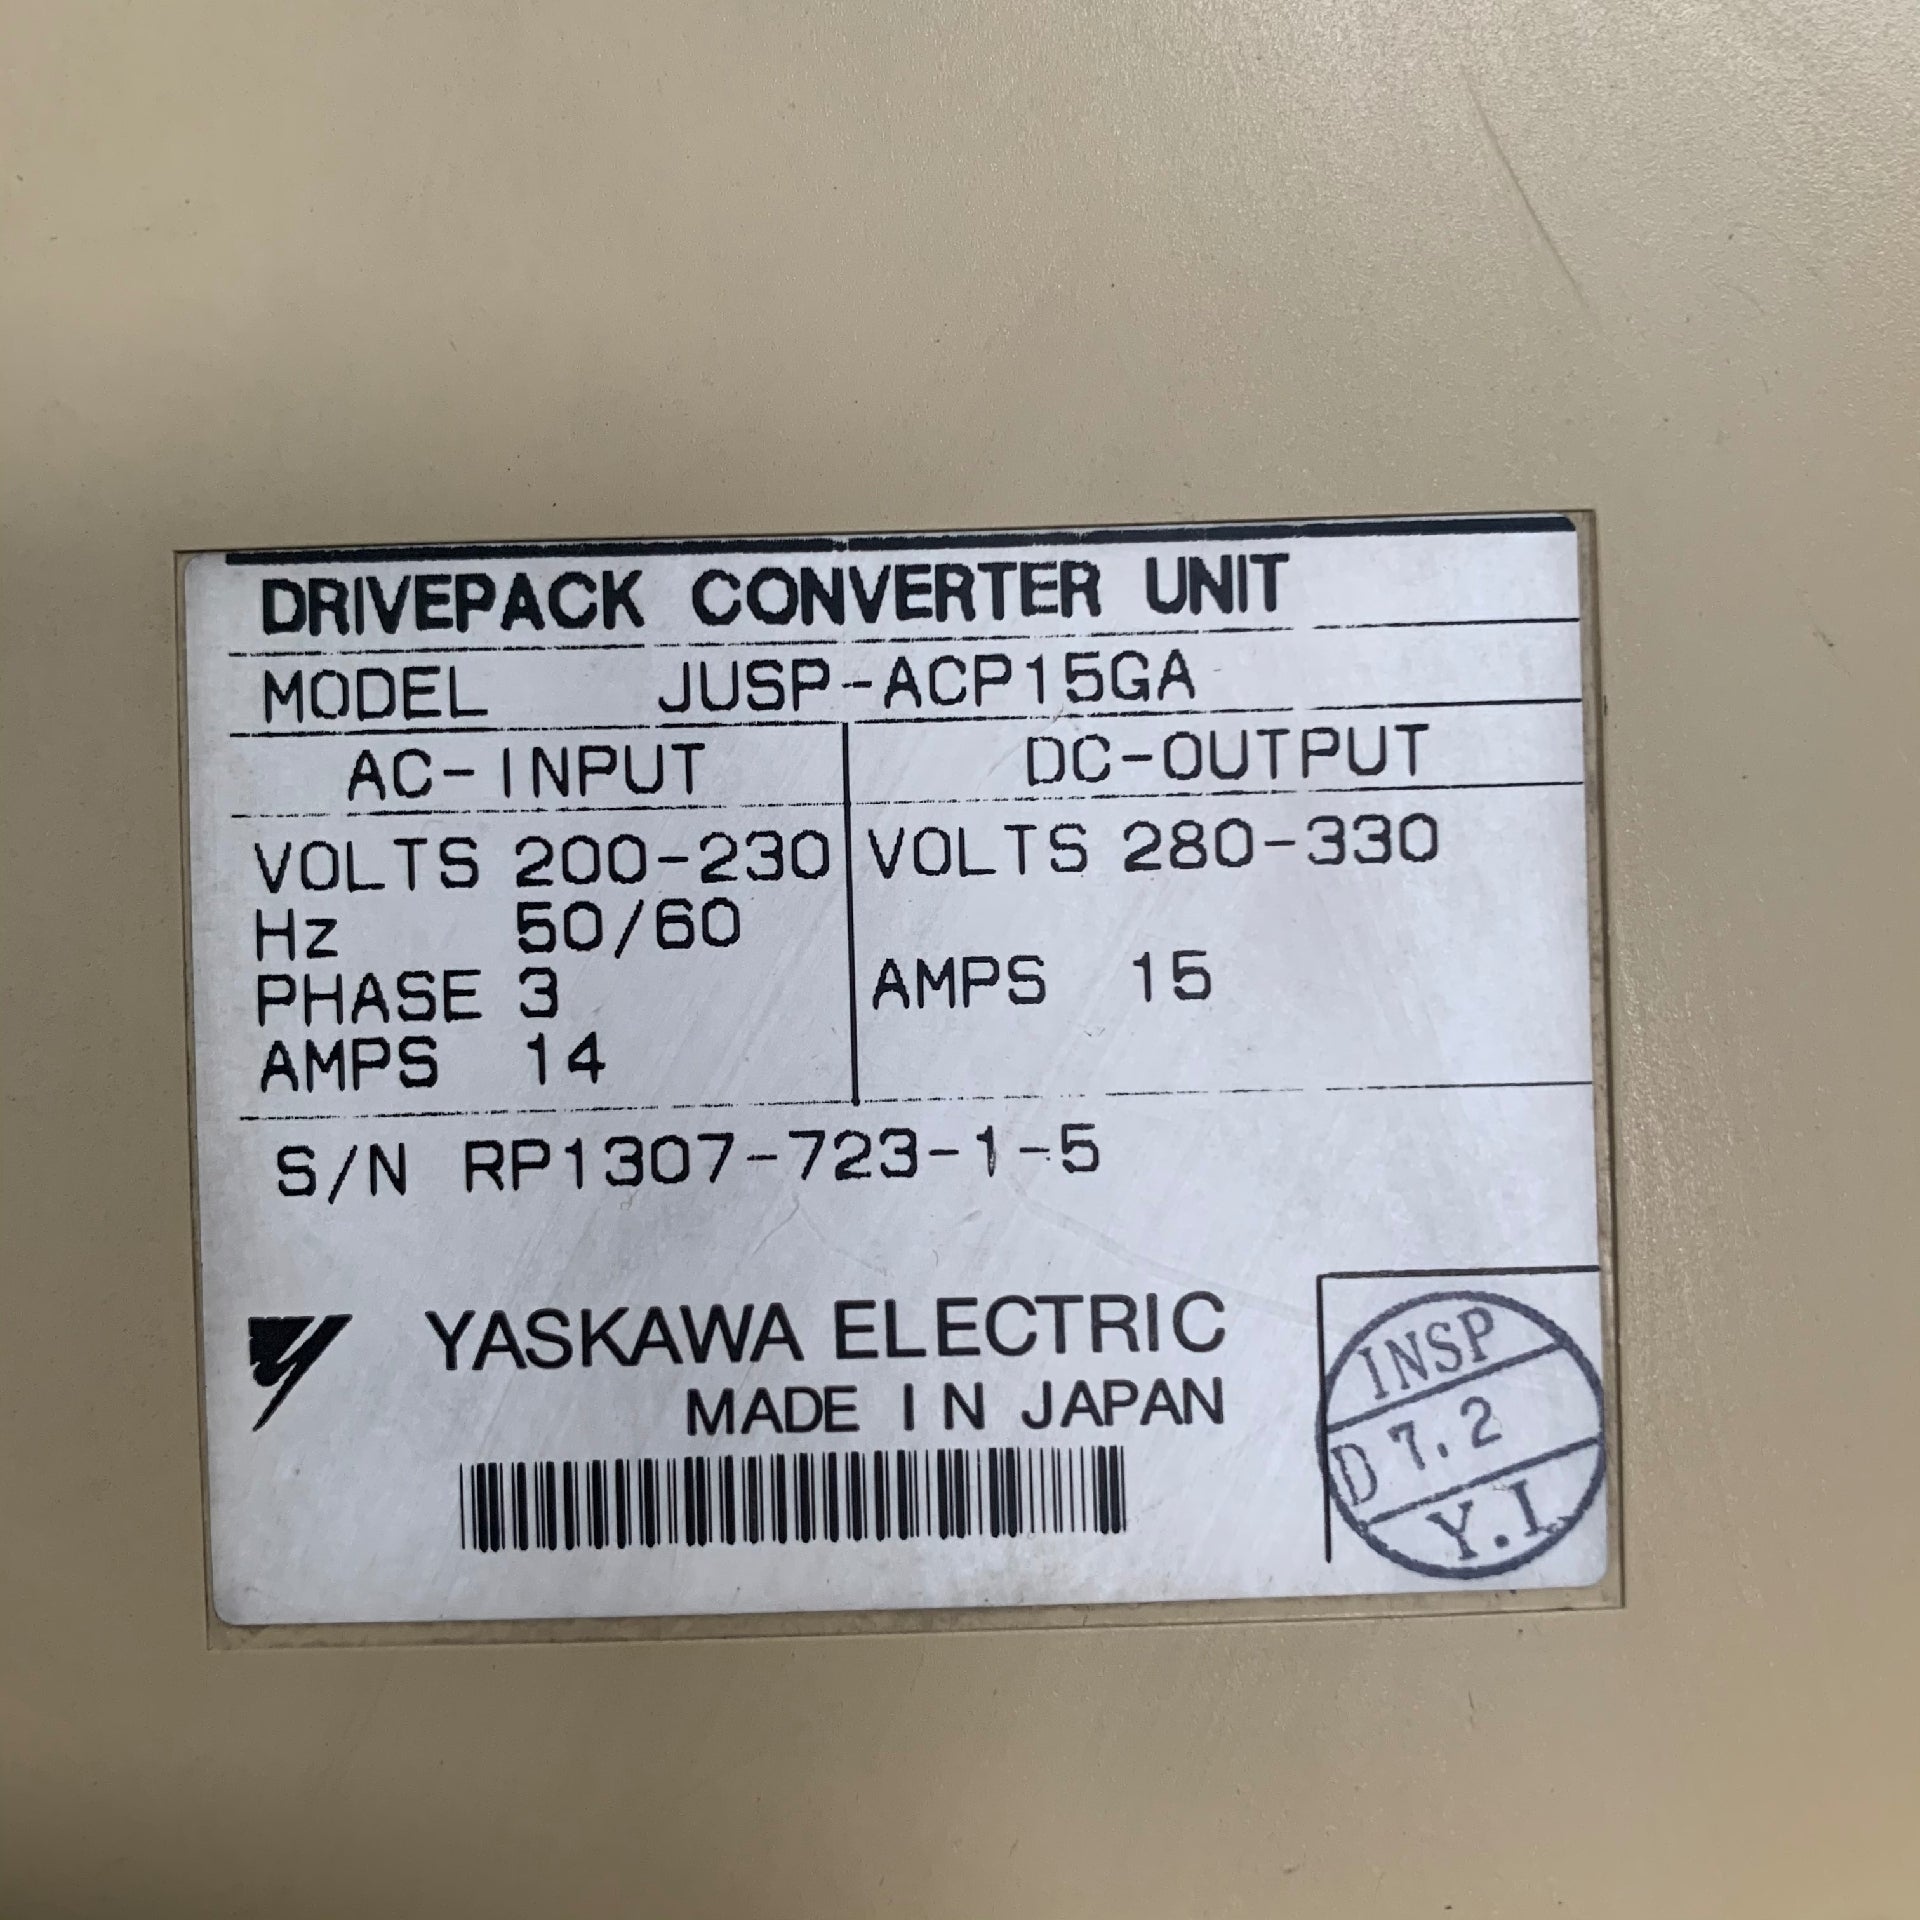 DRIVEPACK CONVERTER UNIT
MODEL JUSP-ACP15GA
AC-INPUT DC-OUTPUT
VOLTS 200-230 VOLTS 280-330
Hz 50/60
PHASE 3 AMPS 15
AMPS 14
S/N RP1307-723-1-5
YASKAWA ELECTRIC
MADE IN JAPAN
INSP
D 7.2
Y.I